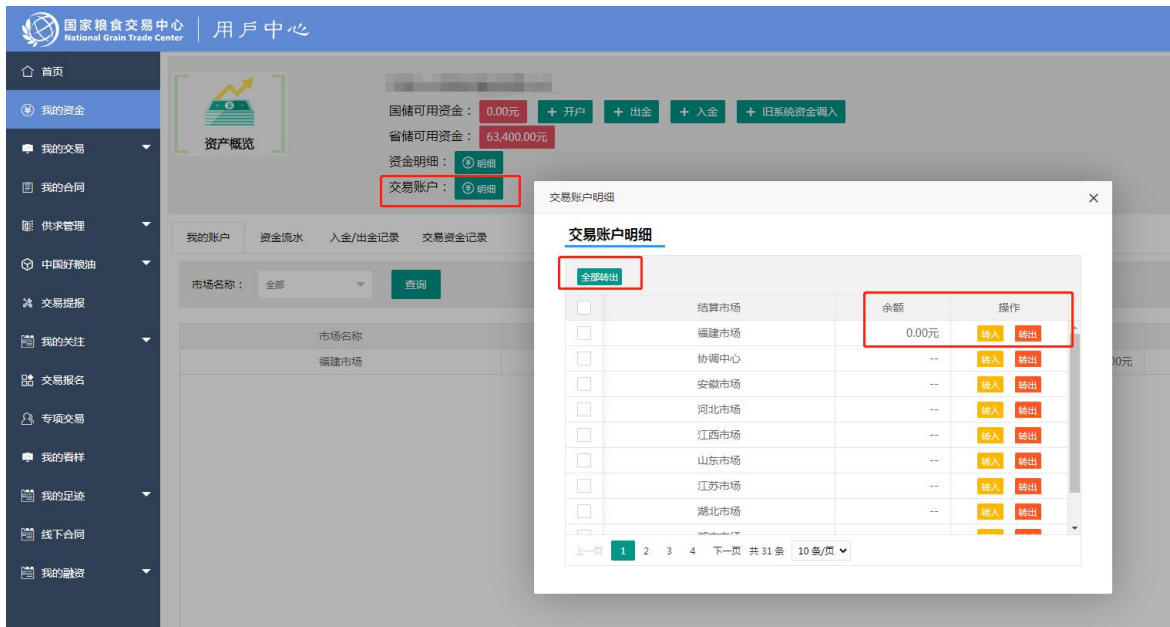 国家粮食交易中心 用户中心
National Grain Trade Center
首页
我的资金
我的交易
我的合同
供求管理
中国好粮油
交易提报
我的关注
交易报名
专项交易
我的看样
我的足迹
线下合同
我的融资
资产概览
国储可用资金： 0.00元 + 开户 + 出金 + 入金 + 旧系统资金调入
省储可用资金： 63,400.00元
资金明细： 明细
交易账户： 明细
我的账户 资金流水 入金/出金记录 交易资金记录
市场名称： 全部 查询
市场名称
福建市场
交易账户明细 ×
交易账户明细
全部转出
结算市场 余额 操作
福建市场 0.00元 转入 转出
协调中心 -- 转入 转出
安徽市场 -- 转入 转出
河北市场 -- 转入 转出
江西市场 -- 转入 转出
山东市场 -- 转入 转出
江苏市场 -- 转入 转出
湖北市场 -- 转入 转出
上一页 1 2 3 4 下一页 共 31 条 10 条/页